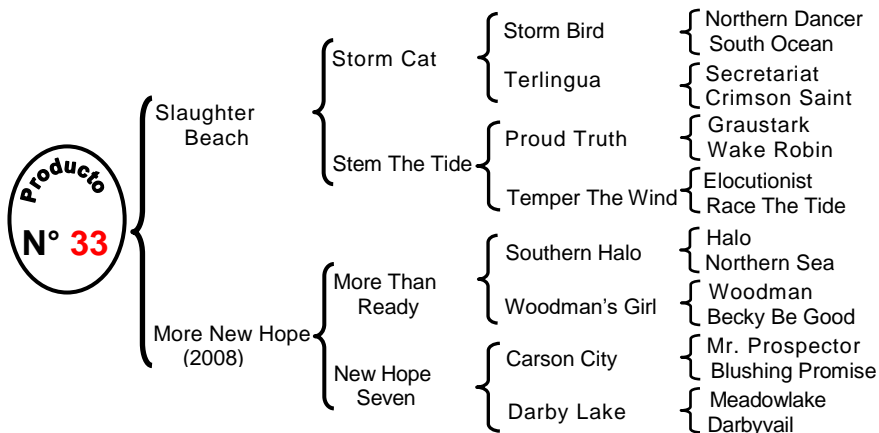 Producto
N° 33
Slaughter
Beach
More New Hope
(2008)
Storm Cat
Stem The Tide
More Than
Ready
New Hope
Seven
Storm Bird
Terlingua
Proud Truth
Temper The Wind
Southern Halo
Woodman's Girl
Carson City
Darby Lake
Northern Dancer
South Ocean
Secretariat
Crimson Saint
Graustark
Wake Robin
Elocutionist
Race The Tide
Halo
Northern Sea
Woodman
Becky Be Good
Mr. Prospector
Blushing Promise
Meadowlake
Darbyvail